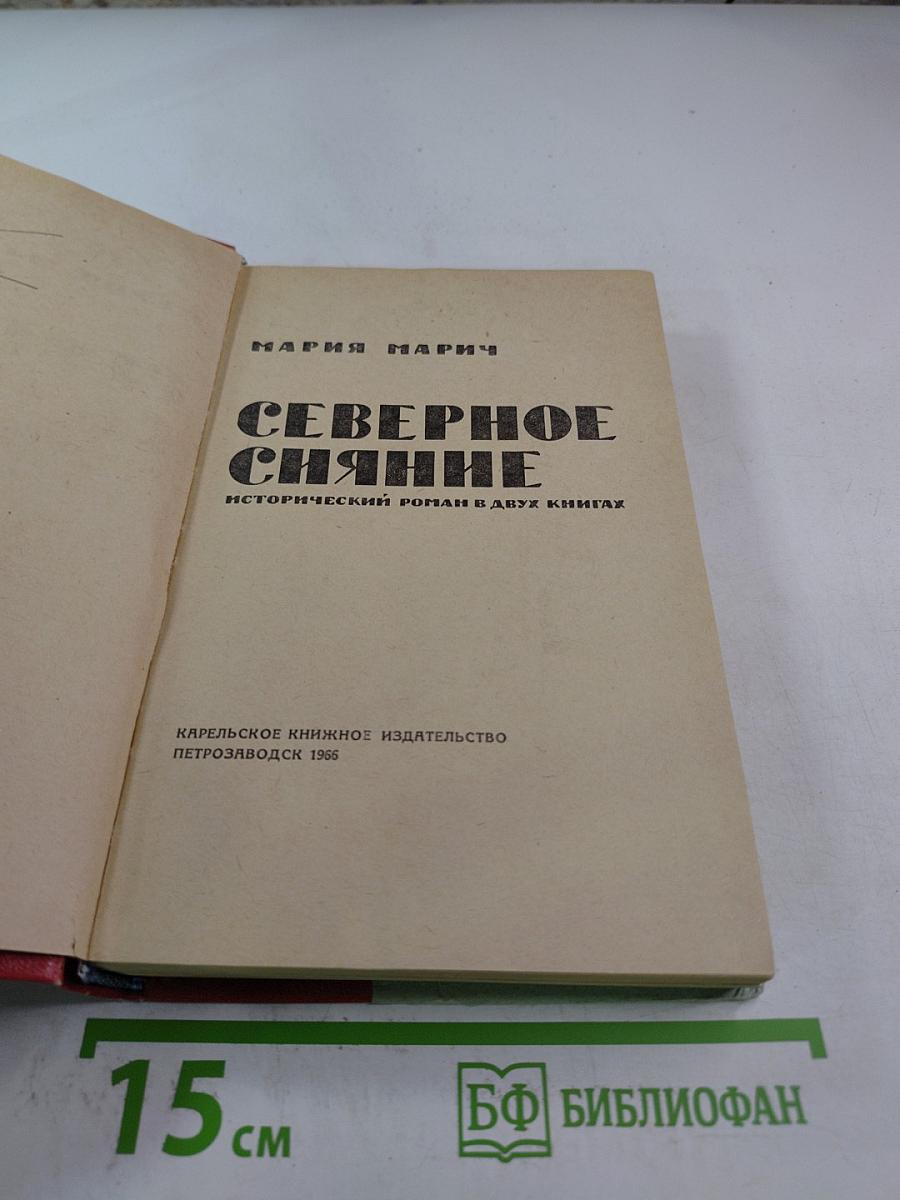 МАРИЯ МАРИЧ
СЕВЕРНОЕ
СИЯНИЕ
ИСТОРИЧЕСКИЙ РОМАН В ДВУХ КНИГАХ
КАРЕЛЬСКОЕ КНИЖНОЕ ИЗДАТЕЛЬСТВО
ПЕТРОЗАВОДСК 1966
15 см
БФ БИБЛИОФАН